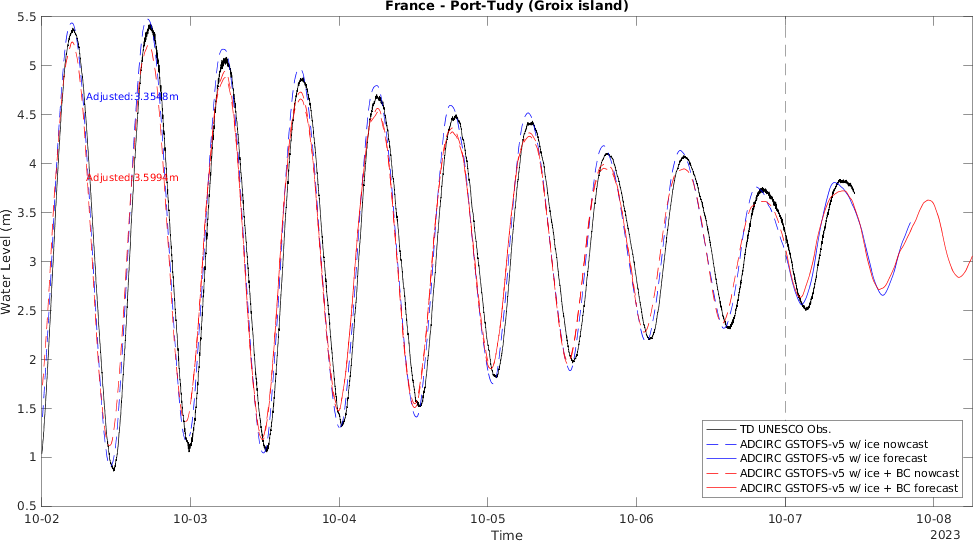 France - Port-Tudy (Groix island)
5.5
5
4.5
4
3.5
3
2.5
2
1.5
1
0.5
Water Level (m)
Adjusted:3.3548m
Adjusted:3.5994m
TD UNESCO Obs.
ADCIRC GSTOFS-v5 w/ ice nowcast
ADCIRC GSTOFS-v5 w/ ice forecast
ADCIRC GSTOFS-v5 w/ ice + BC nowcast
ADCIRC GSTOFS-v5 w/ ice + BC forecast
10-02 10-03 10-04 10-05 10-06 10-07 10-08
Time
2023